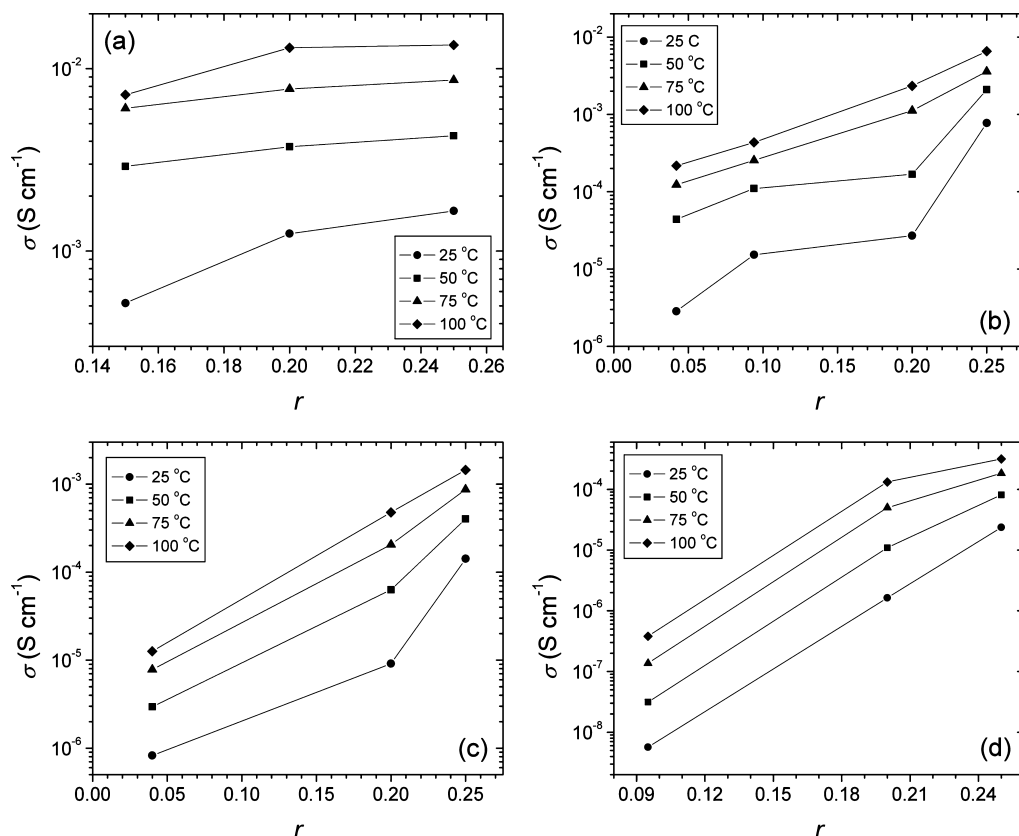 (a)
10⁻²
10⁻³
σ (S cm⁻¹)
25 °C
50 °C
75 °C
100 °C
0.14 0.16 0.18 0.20 0.22 0.24 0.26
r
(b)
25 C
50 °C
75 °C
100 °C
10⁻²
10⁻³
10⁻⁴
10⁻⁵
10⁻⁶
σ (S cm⁻¹)
0.00 0.05 0.10 0.15 0.20 0.25
r
(c)
25 °C
50 °C
75 °C
100 °C
10⁻³
10⁻⁴
10⁻⁵
10⁻⁶
σ (S cm⁻¹)
0.00 0.05 0.10 0.15 0.20 0.25
r
(d)
25 °C
50 °C
75 °C
100 °C
10⁻⁴
10⁻⁵
10⁻⁶
10⁻⁷
10⁻⁸
σ (S cm⁻¹)
0.09 0.12 0.15 0.18 0.21 0.24
r